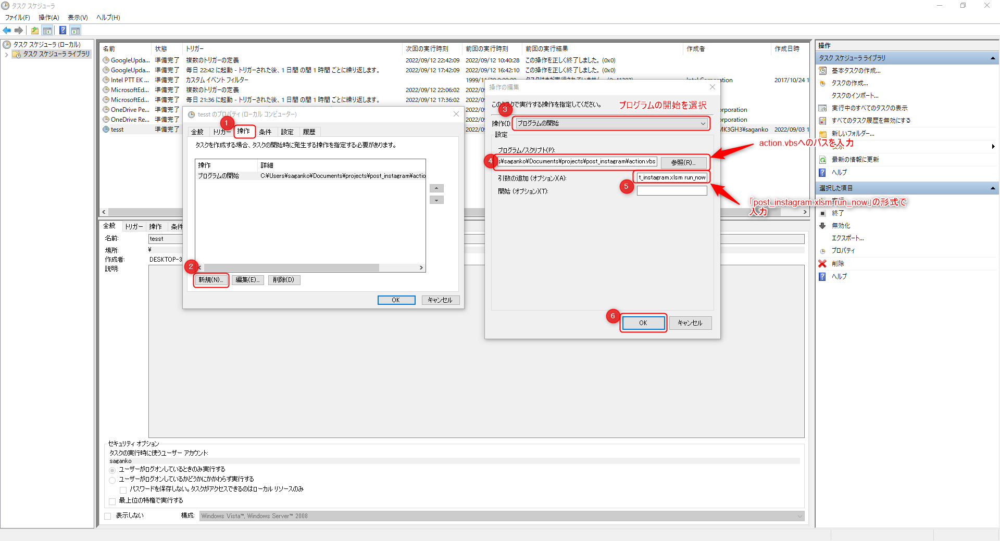 タスク スケジューラ
ファイル(F) 操作(A) 表示(V) ヘルプ(H)
タスク スケジューラ (ローカル)
タスク スケジューラ ライブラリ
名前 状態 トリガー 次回の実行時刻 前回の実行時刻 前回の実行結果 作成者 作成日時
GoogleUpda... 準備完了 複数のトリガーの定義 2022/09/12 22:42:09 2022/09/12 10:40:28 この操作を正しく終了しました。 (0x0)
GoogleUpda... 準備完了 毎日 22:42 に起動 - トリガーされた後、1 日間 の間 1 時間 ごとに繰り返します。 2022/09/12 17:42:09 2022/09/12 16:42:10 この操作を正しく終了しました。 (0x0)
Intel PTT EK ... 準備完了 カスタム イベント フィルター 2017/10/24 1
MicrosoftEd... 準備完了 複数のトリガーの定義 2022/09/12 22:06:02 2022/09
MicrosoftEd... 準備完了 毎日 21:36 に起動 - トリガーされた後、1 日間 の間 1 時間 ごとに繰り返します。 2022/09/12 17:36:02 2022/09
OneDrive Pe... 準備完了 2022/09 rporation
OneDrive Re... 準備完了 2022/09 rporation
tesst 準備完了 2022/09 MK3GH3¥saganko 2022/09/03 1
tesst のプロパティ (ローカル コンピューター)
1
全般 トリガー 操作 条件 設定 履歴
タスクを作成する場合、タスクの開始時に発生する操作を指定する必要があります。
操作 詳細
プログラムの開始 C:¥Users¥saganko¥Documents¥projects¥post_instagram¥actio
2
新規(N)... 編集(E)... 削除(D)
OK キャンセル
操作の編集
このタスクで実行する操作を指定してください。
プログラムの開始を選択
3
操作(I): プログラムの開始
設定
プログラム/スクリプト(P):
4
s¥saganko¥Documents¥projects¥post_instagram¥action.vbs 参照(R)...
action.vbsへのパスを入力
引数の追加 (オプション)(A): t_instagram.xlsm run_now
5
開始 (オプション)(T):
「post_instagram.xlsm run_now」の形式で
入力
6
OK キャンセル
全般 トリガー 操作 条件
名前: tesst
場所: ¥
作成者: DESKTOP-3
説明:
セキュリティ オプション
タスクの実行時に使うユーザー アカウント:
saganko
ユーザーがログオンしているときのみ実行する
ユーザーがログオンしているかどうかにかかわらず実行する
パスワードを保存しない。タスクがアクセスできるのはローカル リソースのみ
最上位の特権で実行する
表示しない 構成: Windows Vista™, Windows Server™ 2008
操作
タスク スケジューラ ライブラリ
基本タスクの作成...
タスクの作成...
タスクのインポート...
実行中のすべてのタスクの表示
すべてのタスク履歴を無効にする
新しいフォルダー...
表示
最新の情報に更新
ヘルプ
選択した項目
実行
終了
無効化
エクスポート...
プロパティ
削除
ヘルプ